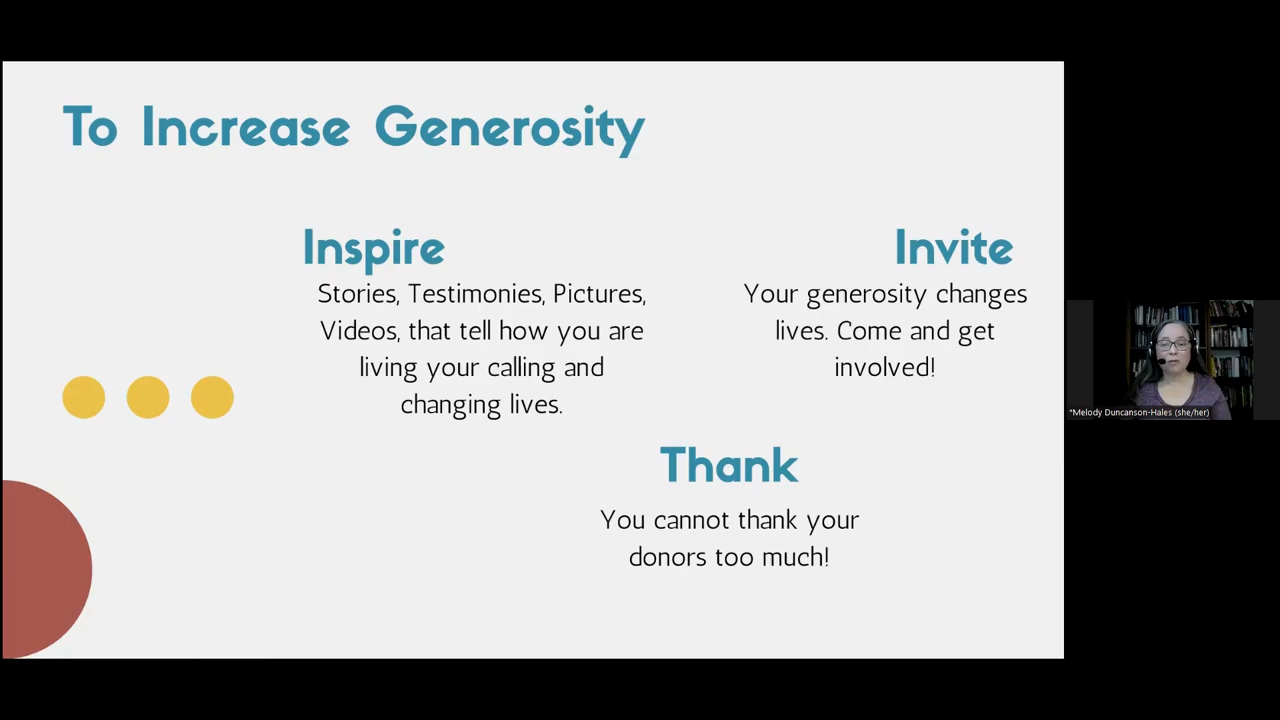 To Increase Generosity
Inspire
Stories, Testimonies, Pictures,
Videos, that tell how you are
living your calling and
changing lives.
Invite
Your generosity changes
lives. Come and get
involved!
Thank
You cannot thank your
donors too much!
*Melody Duncanson-Hales (she/her)